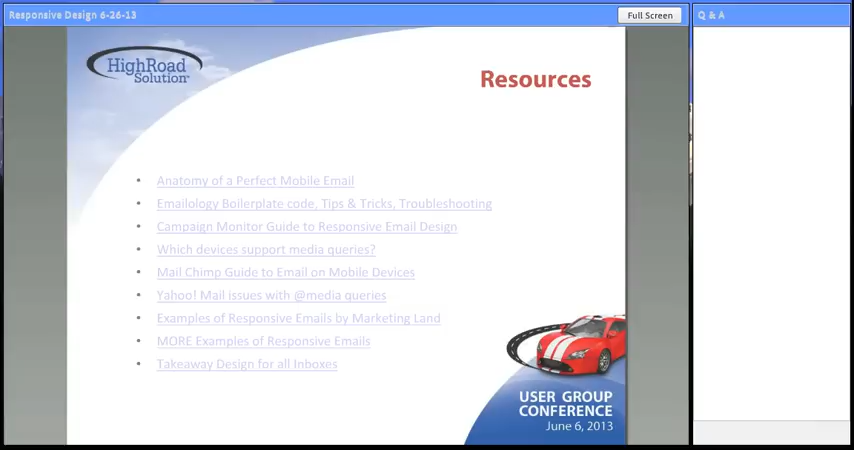 Responsive Design 6-26-13
Full Screen
Q & A
HighRoad
Solution
Resources
• Anatomy of a Perfect Mobile Email
• Emailology Boilerplate code, Tips & Tricks, Troubleshooting
• Campaign Monitor Guide to Responsive Email Design
• Which devices support media queries?
• Mail Chimp Guide to Email on Mobile Devices
• Yahoo! Mail issues with @media queries
• Examples of Responsive Emails by Marketing Land
• MORE Examples of Responsive Emails
• Takeaway Design for all Inboxes
USER GROUP
CONFERENCE
June 6, 2013